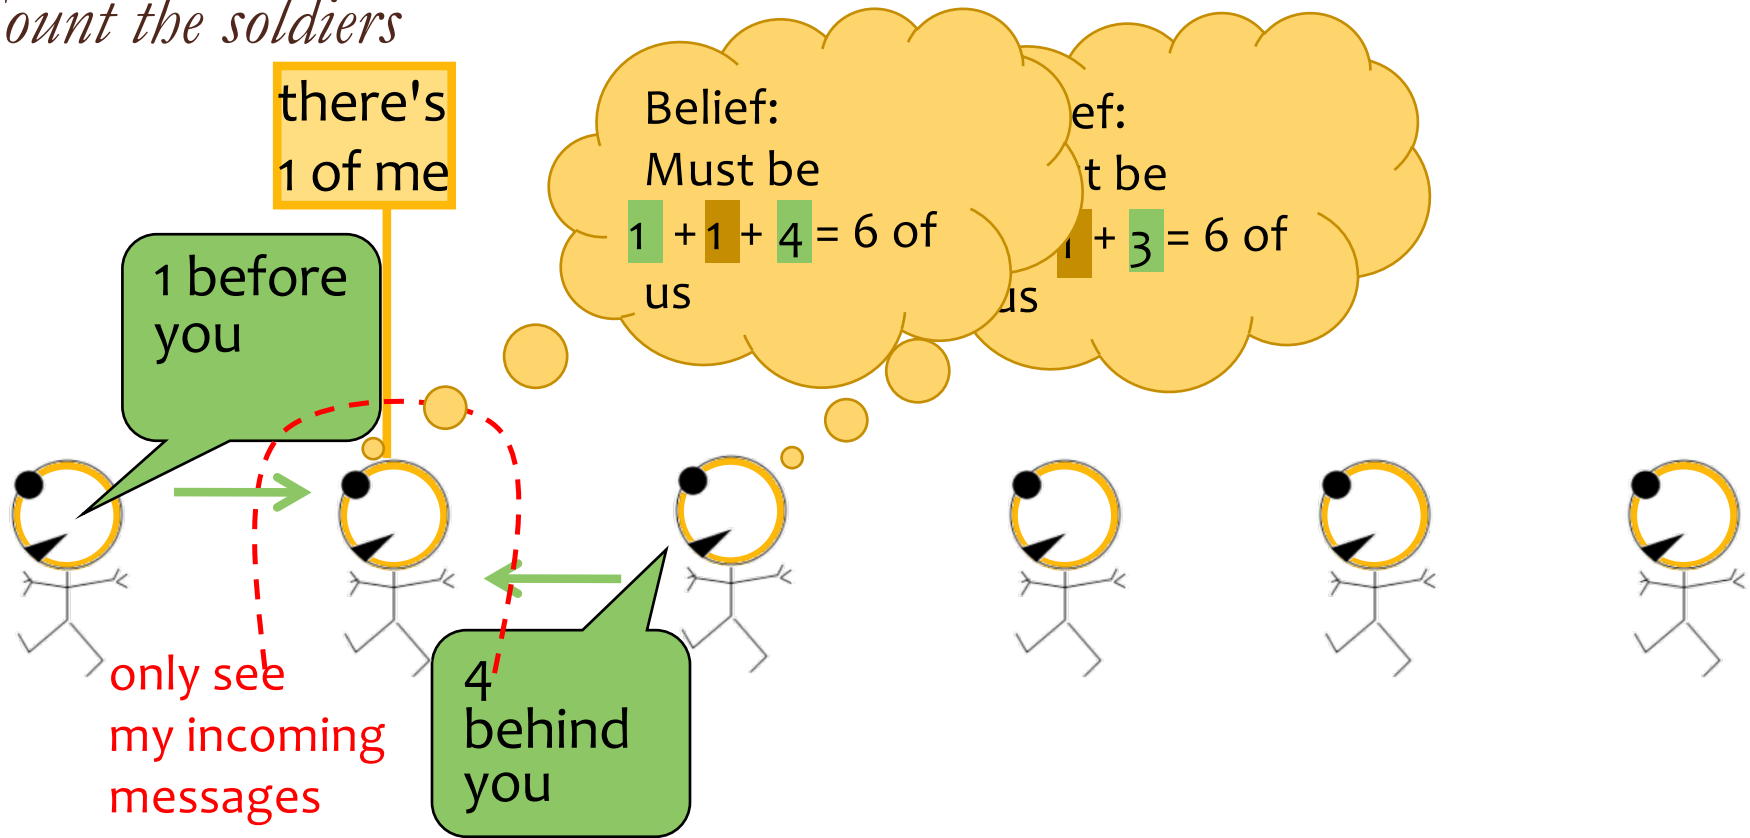 ount the soldiers
there's
1 of me
Belief:
Must be
1 + 1 + 4 = 6 of
us
ef:
t be
1 + 3 = 6 of
us
1 before
you
only see
my incoming
messages
4
behind
you